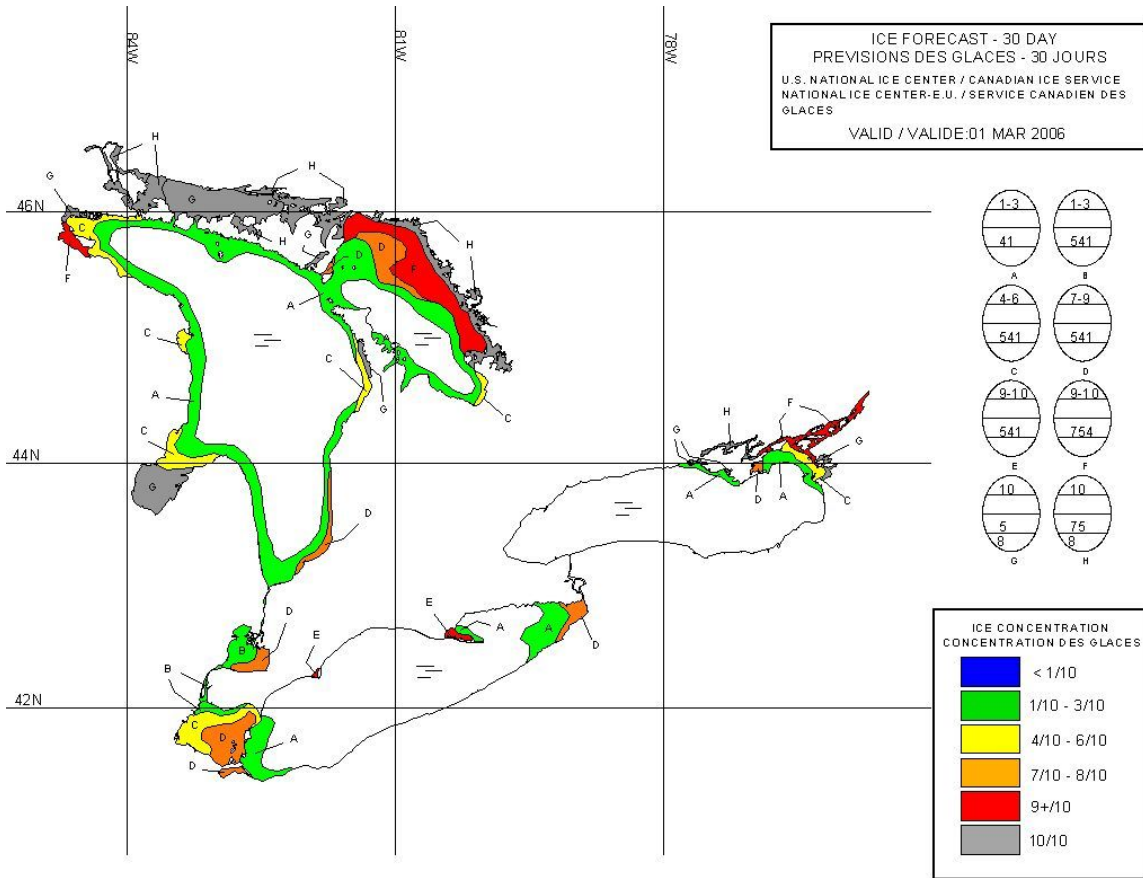 84W
81W
78W
ICE FORECAST - 30 DAY
PREVISIONS DES GLACES - 30 JOURS
U.S. NATIONAL ICE CENTER / CANADIAN ICE SERVICE
NATIONAL ICE CENTER-E.U. / SERVICE CANADIEN DES
GLACES
VALID / VALIDE:01 MAR 2006
H
H
H
G
G
46N
C
H
G
H
F
D
D
F
A
C
C
A
G
C
C
F
H
G
G
44N
G
A
D
A
C
D
E
A
A
D
D
E
B
B
42N
C
D
A
D
1-3
41
A
1-3
541
B
4-6
541
C
7-9
541
D
9-10
541
E
9-10
754
F
10
5
8
G
10
75
8
H
ICE CONCENTRATION
CONCENTRATION DES GLACES
< 1/10
1/10 - 3/10
4/10 - 6/10
7/10 - 8/10
9+/10
10/10